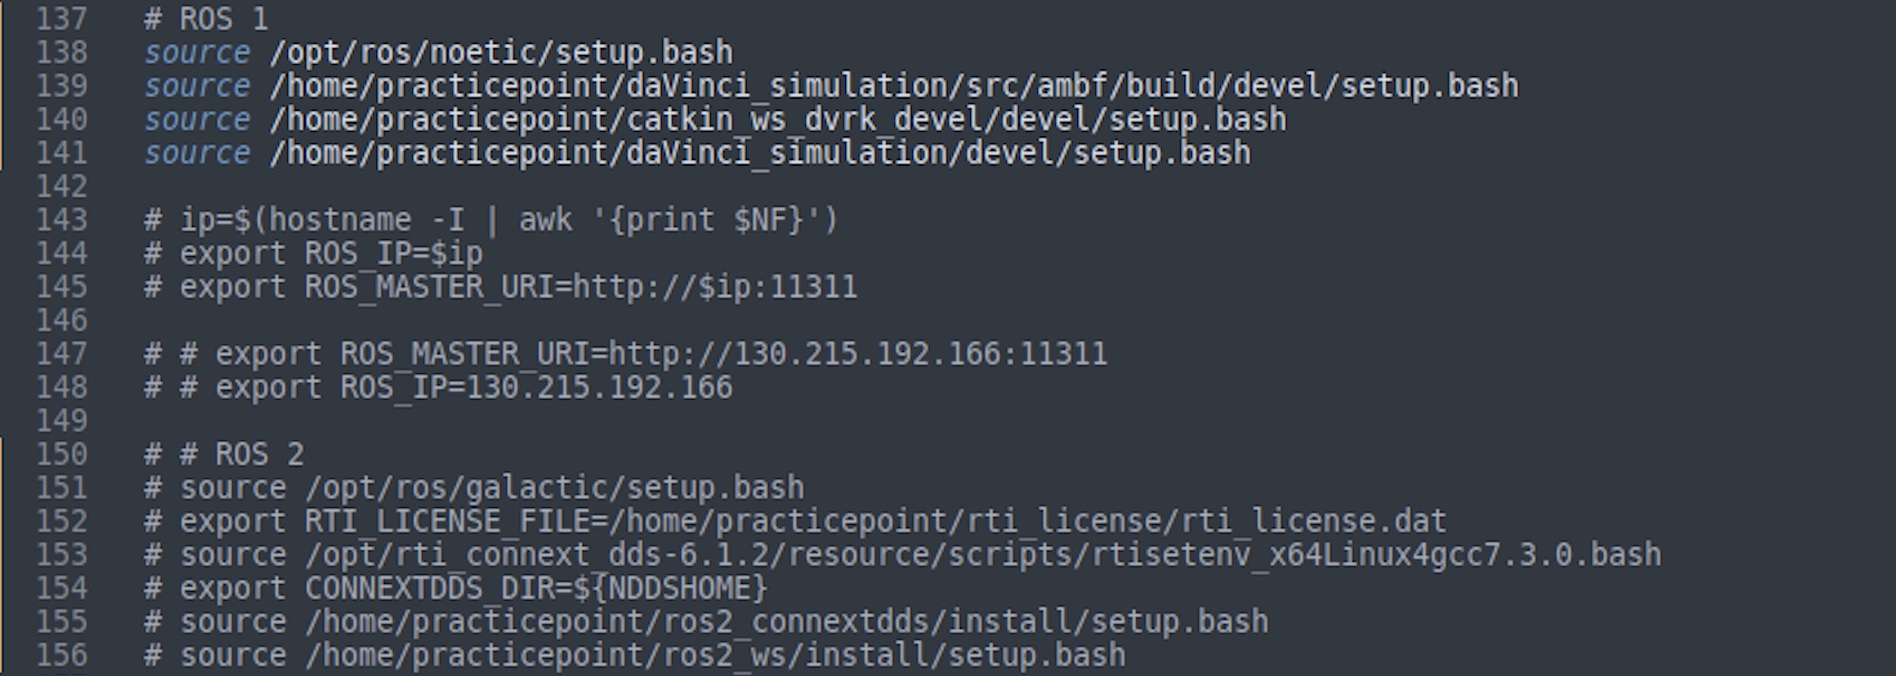 137 # ROS 1
138 source /opt/ros/noetic/setup.bash
139 source /home/practicepoint/daVinci_simulation/src/ambf/build/devel/setup.bash
140 source /home/practicepoint/catkin_ws_dvrk_devel/devel/setup.bash
141 source /home/practicepoint/daVinci_simulation/devel/setup.bash
142
143 # ip=$(hostname -I | awk '{print $NF}')
144 # export ROS_IP=$ip
145 # export ROS_MASTER_URI=http://$ip:11311
146
147 # # export ROS_MASTER_URI=http://130.215.192.166:11311
148 # # export ROS_IP=130.215.192.166
149
150 # # ROS 2
151 # source /opt/ros/galactic/setup.bash
152 # export RTI_LICENSE_FILE=/home/practicepoint/rti_license/rti_license.dat
153 # source /opt/rti_connext_dds-6.1.2/resource/scripts/rtisetenv_x64Linux4gcc7.3.0.bash
154 # export CONNEXTDDS_DIR=${NDDSHOME}
155 # source /home/practicepoint/ros2_connextdds/install/setup.bash
156 # source /home/practicepoint/ros2_ws/install/setup.bash